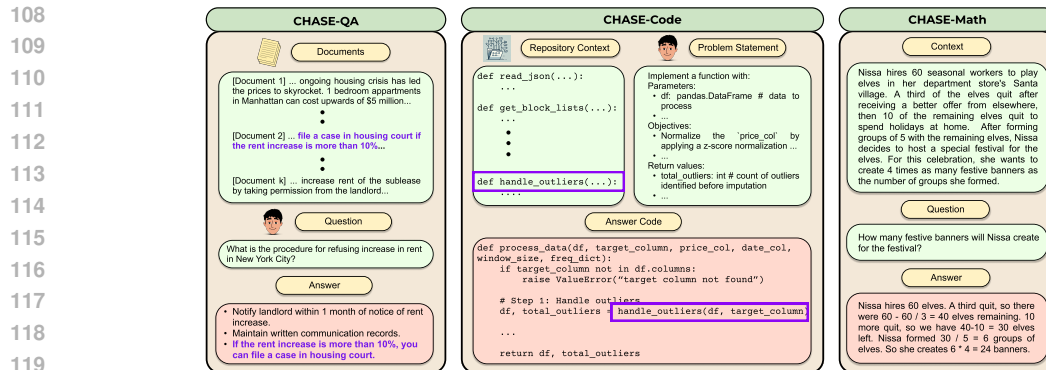 108
109
110
111
112
113
114
115
116
117
118
119
CHASE-QA
Documents
[Document 1] ... ongoing housing crisis has led
the prices to skyrocket. 1 bedroom appartments
in Manhattan can cost upwards of $5 million...
[Document 2] ... file a case in housing court if
the rent increase is more than 10%...
[Document k] ... increase rent of the sublease
by taking permission from the landlord...
Question
What is the procedure for refusing increase in rent
in New York City?
Answer
• Notify landlord within 1 month of notice of rent
increase.
• Maintain written communication records.
• If the rent increase is more than 10%, you
can file a case in housing court.
CHASE-Code
Repository Context
def read_json(...):
...
def get_block_lists(...):
...
def handle_outliers(...):
....
Problem Statement
Implement a function with:
Parameters:
• df: pandas.DataFrame # data to
process
• ...
Objectives:
• Normalize the `price_col` by
applying a z-score normalization ...
• ...
Return values:
• total_outliers: int # count of outliers
identified before imputation
• ...
Answer Code
def process_data(df, target_column, price_col, date_col,
window_size, freq_dict):
if target_column not in df.columns:
raise ValueError("target column not found")
# Step 1: Handle outliers
df, total_outliers = handle_outliers(df, target_column)
...
return df, total_outliers
CHASE-Math
Context
Nissa hires 60 seasonal workers to play
elves in her department store's Santa
village. A third of the elves quit after
receiving a better offer from elsewhere,
then 10 of the remaining elves quit to
spend holidays at home. After forming
groups of 5 with the remaining elves, Nissa
decides to host a special festival for the
elves. For this celebration, she wants to
create 4 times as many festive banners as
the number of groups she formed.
Question
How many festive banners will Nissa create
for the festival?
Answer
Nissa hires 60 elves. A third quit, so there
were 60 - 60 / 3 = 40 elves remaining. 10
more quit, so we have 40-10 = 30 elves
left. Nissa formed 30 / 5 = 6 groups of
elves. So she creates 6 * 4 = 24 banners.